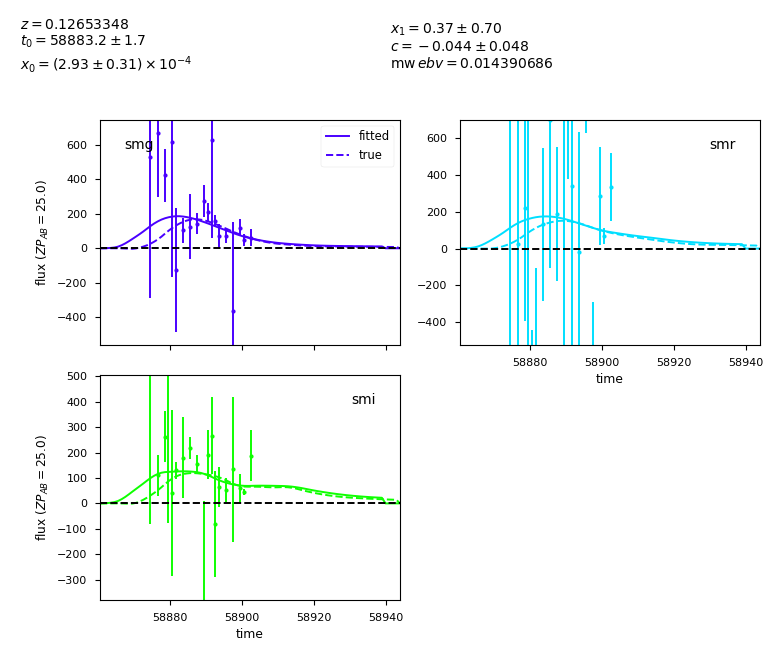 z = 0.12653348
t₀ = 58883.2 ± 1.7
x₀ = (2.93 ± 0.31) × 10⁻⁴
x₁ = 0.37 ± 0.70
c = −0.044 ± 0.048
mw ebv = 0.014390686
smg
fitted
true
600
400
200
0
−200
−400
flux (ZP_AB = 25.0)
smr
600
400
200
0
−200
−400
58880 58900 58920 58940
time
smi
500
400
300
200
100
0
−100
−200
−300
flux (ZP_AB = 25.0)
58880 58900 58920 58940
time